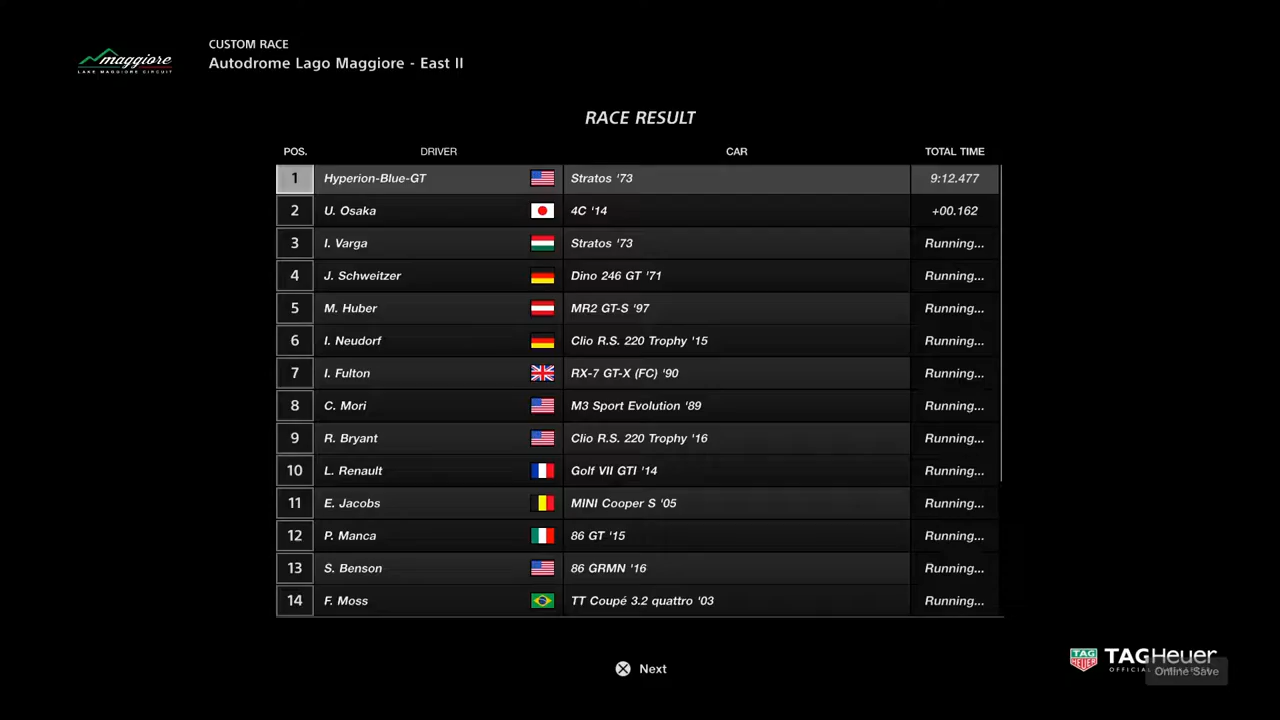 maggiore
LAKE MAGGIORE CIRCUIT
CUSTOM RACE
Autodrome Lago Maggiore - East II
RACE RESULT
POS. DRIVER CAR TOTAL TIME
1 Hyperion-Blue-GT Stratos '73 9:12.477
2 U. Osaka 4C '14 +00.162
3 I. Varga Stratos '73 Running...
4 J. Schweitzer Dino 246 GT '71 Running...
5 M. Huber MR2 GT-S '97 Running...
6 I. Neudorf Clio R.S. 220 Trophy '15 Running...
7 I. Fulton RX-7 GT-X (FC) '90 Running...
8 C. Mori M3 Sport Evolution '89 Running...
9 R. Bryant Clio R.S. 220 Trophy '16 Running...
10 L. Renault Golf VII GTI '14 Running...
11 E. Jacobs MINI Cooper S '05 Running...
12 P. Manca 86 GT '15 Running...
13 S. Benson 86 GRMN '16 Running...
14 F. Moss TT Coupé 3.2 quattro '03 Running...
Next
TAG HEUER TAGHeuer
Online Save